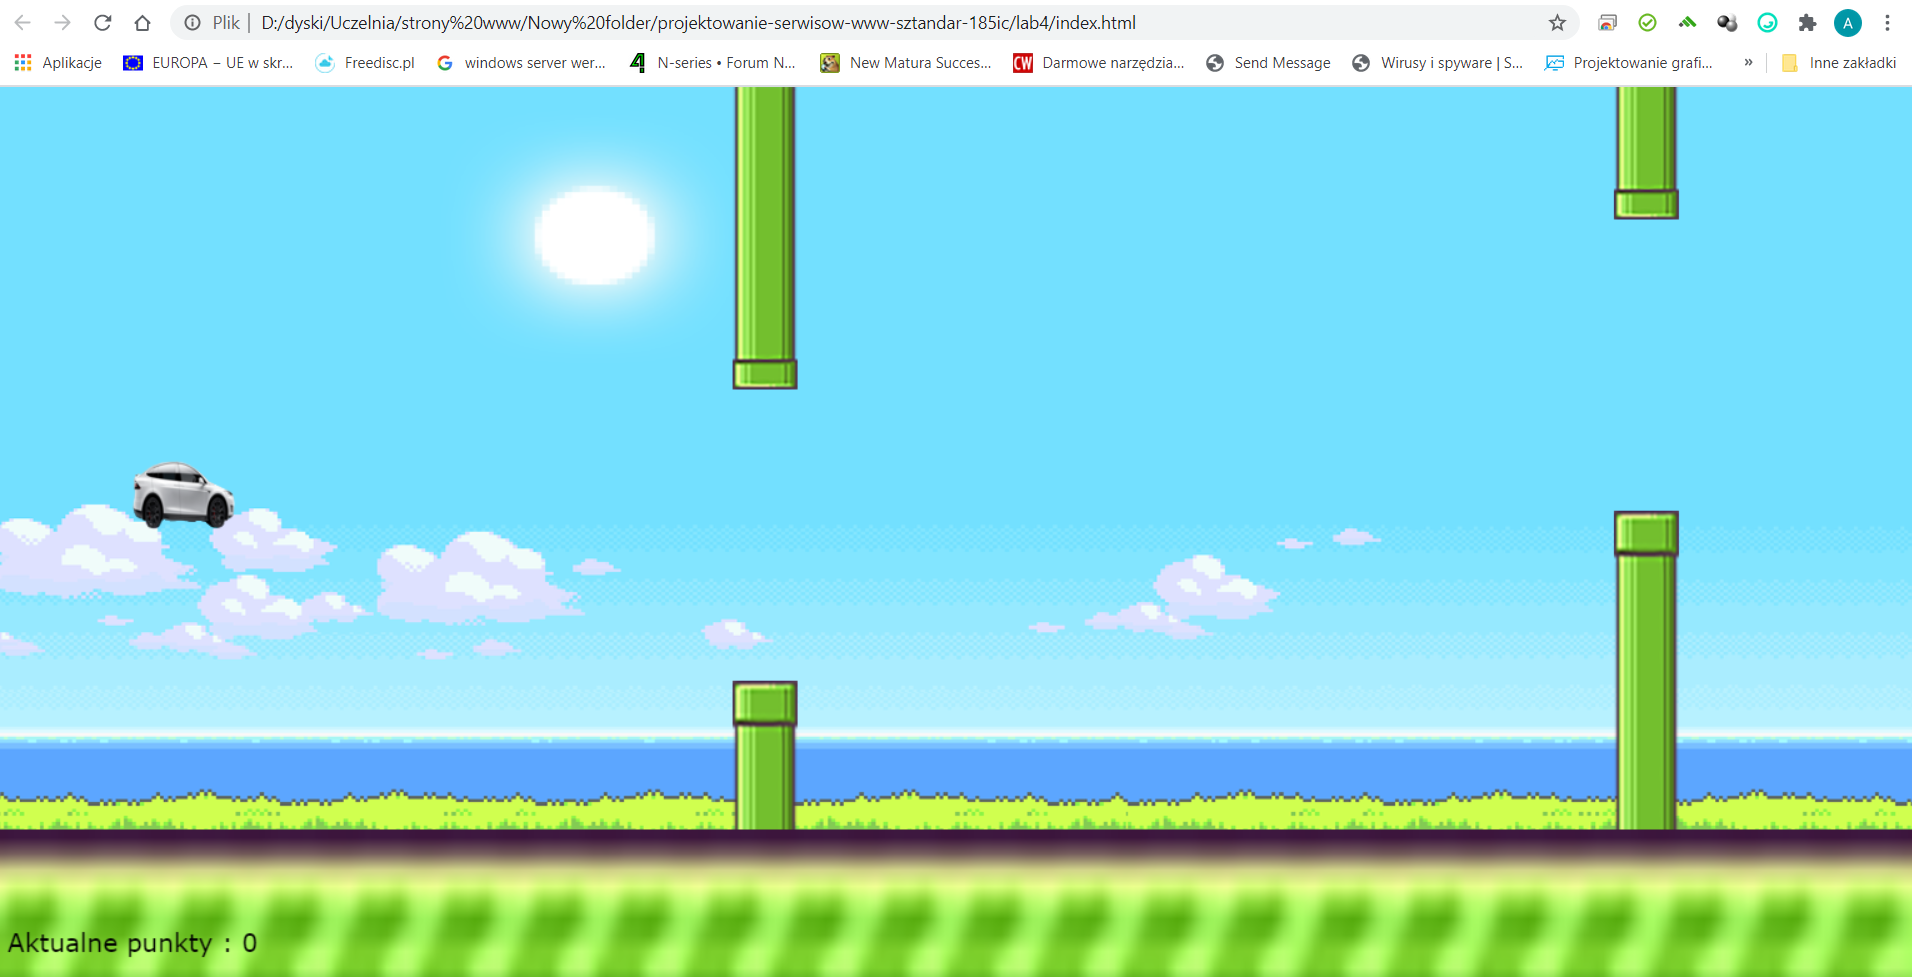 Plik | D:/dyski/Uczelnia/strony%20www/Nowy%20folder/projektowanie-serwisow-www-sztandar-185ic/lab4/index.html A
Aplikacje EUROPA – UE w skr... Freedisc.pl windows server wer... 4 N-series • Forum N... New Matura Succes... CW Darmowe narzędzia... Send Message Wirusy i spyware | S... Projektowanie grafi... » Inne zakładki
Aktualne punkty : 0